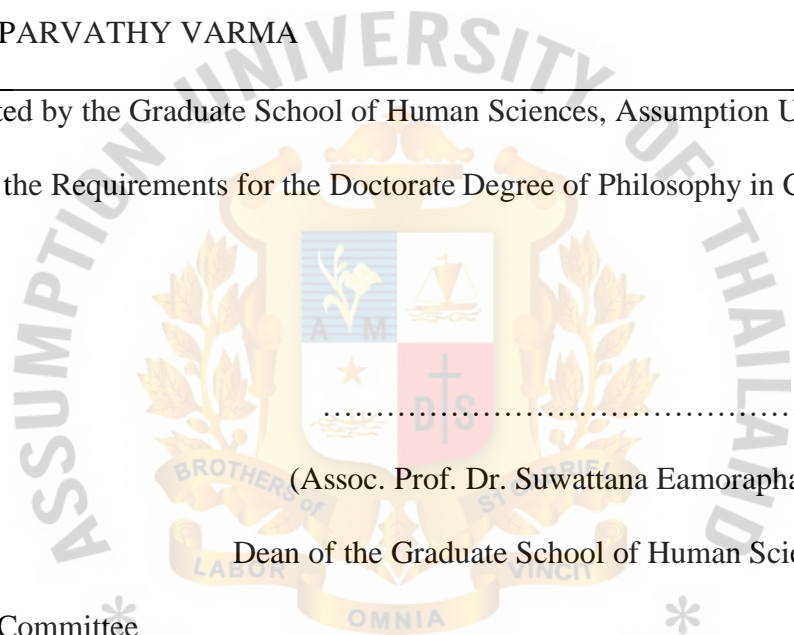 PARVATHY VARMA
ted by the Graduate School of Human Sciences, Assumption U
the Requirements for the Doctorate Degree of Philosophy in C
…………………………………………
(Assoc. Prof. Dr. Suwattana Eamorapha
Dean of the Graduate School of Human Scie
Committee
ASSUMPTION UNIVERSITY OF THAILAND
A M
D S
BROTHERS of ST GABRIEL
LABOR OMNIA VINCIT